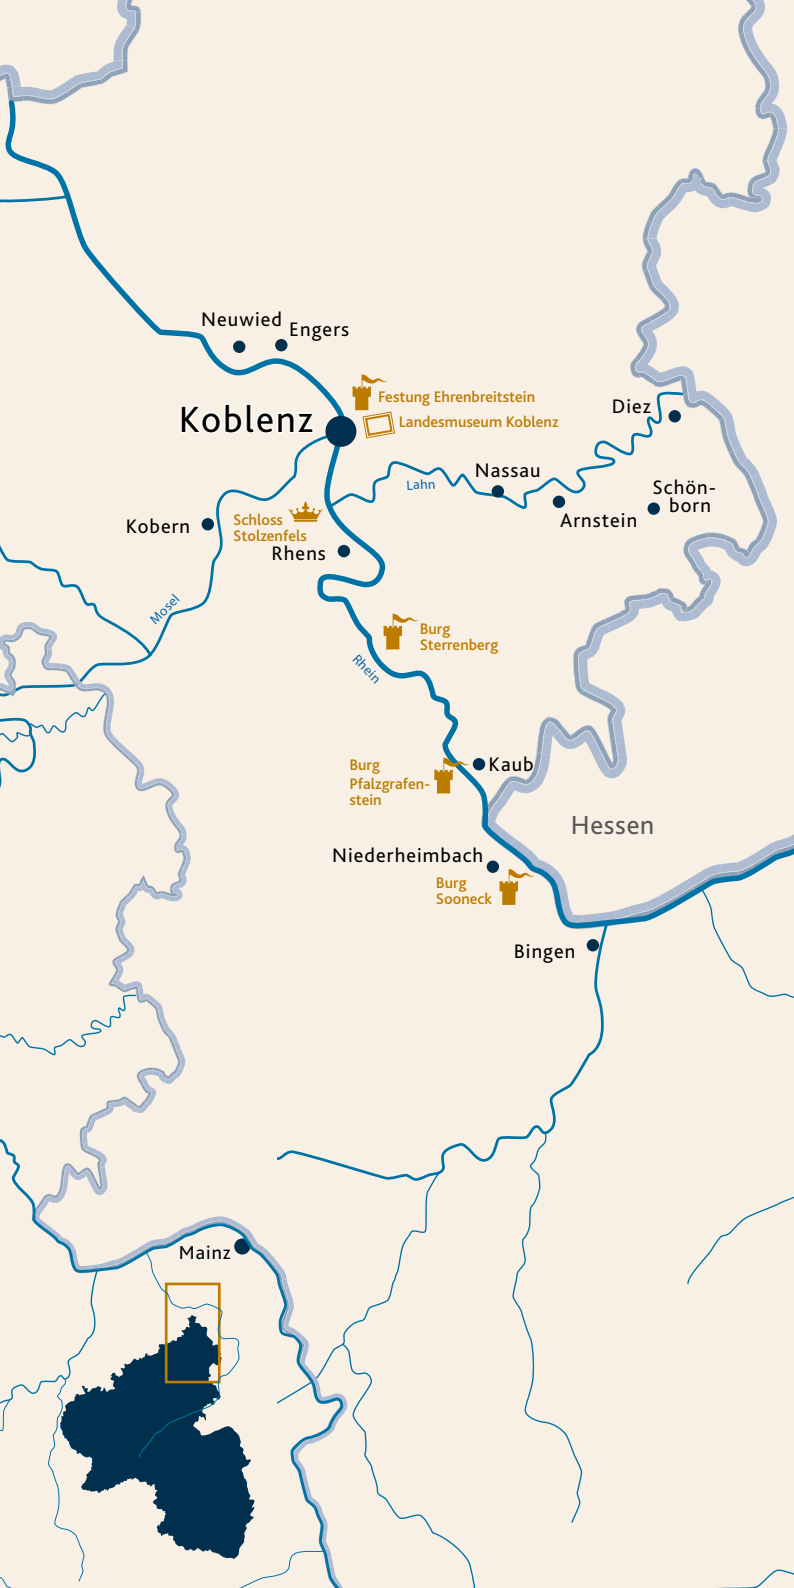 Neuwied
Engers
Festung Ehrenbreitstein
Koblenz
Landesmuseum Koblenz
Diez
Nassau
Lahn
Schön-
born
Arnstein
Kobern
Schloss
Stolzenfels
Rhens
Mosel
Burg
Sterrenberg
Rhein
Kaub
Burg
Pfalzgrafen-
stein
Hessen
Niederheimbach
Burg
Sooneck
Bingen
Mainz